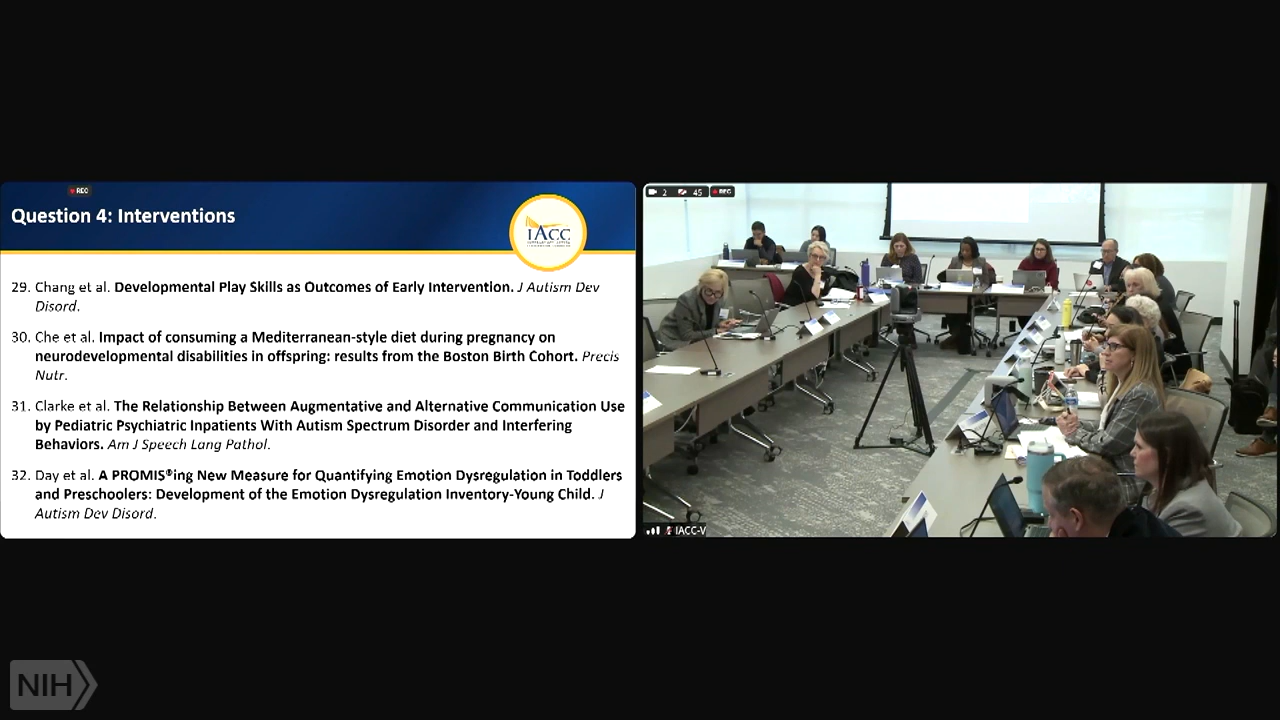 REC
Question 4: Interventions
IACC
29. Chang et al. Developmental Play Skills as Outcomes of Early Intervention. J Autism Dev
Disord.
30. Che et al. Impact of consuming a Mediterranean-style diet during pregnancy on
neurodevelopmental disabilities in offspring: results from the Boston Birth Cohort. Precis
Nutr.
31. Clarke et al. The Relationship Between Augmentative and Alternative Communication Use
by Pediatric Psychiatric Inpatients With Autism Spectrum Disorder and Interfering
Behaviors. Am J Speech Lang Pathol.
32. Day et al. A PROMIS®ing New Measure for Quantifying Emotion Dysregulation in Toddlers
and Preschoolers: Development of the Emotion Dysregulation Inventory-Young Child. J
Autism Dev Disord.
2 45 REC
IACC-V
NIH